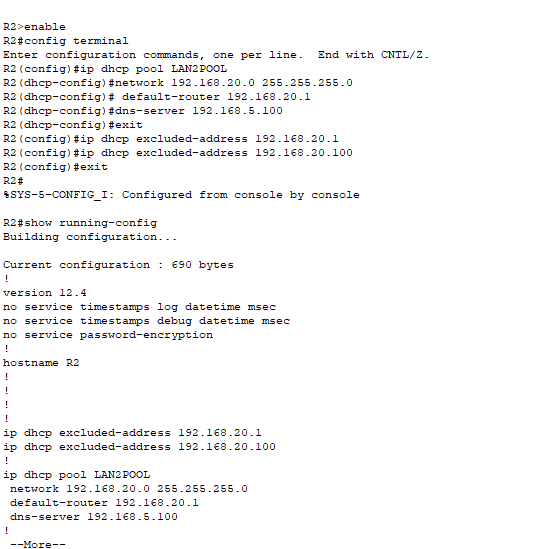 R2>enable
R2#config terminal
Enter configuration commands, one per line.  End with CNTL/Z.
R2(config)#ip dhcp pool LAN2POOL
R2(dhcp-config)#network 192.168.20.0 255.255.255.0
R2(dhcp-config)# default-router 192.168.20.1
R2(dhcp-config)#dns-server 192.168.5.100
R2(dhcp-config)#exit
R2(config)#ip dhcp excluded-address 192.168.20.1
R2(config)#ip dhcp excluded-address 192.168.20.100
R2(config)#exit
R2#
%SYS-5-CONFIG_I: Configured from console by console

R2#show running-config
Building configuration...

Current configuration : 690 bytes
!
version 12.4
no service timestamps log datetime msec
no service timestamps debug datetime msec
no service password-encryption
!
hostname R2
!
!
!
!
ip dhcp excluded-address 192.168.20.1
ip dhcp excluded-address 192.168.20.100
!
ip dhcp pool LAN2POOL
 network 192.168.20.0 255.255.255.0
 default-router 192.168.20.1
 dns-server 192.168.5.100
!
 --More--